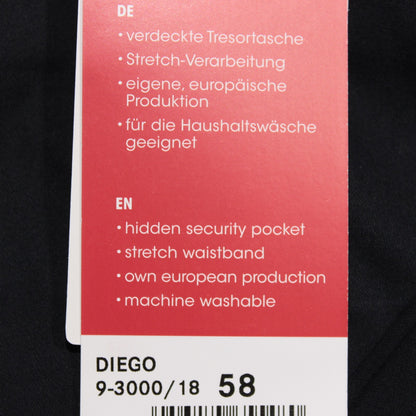 DE
• verdeckte Tresortasche
• Stretch-Verarbeitung
• eigene, europäische
Produktion
• für die Haushaltswäsche
geeignet
EN
• hidden security pocket
• stretch waistband
• own european production
• machine washable
DIEGO
9-3000/18 58